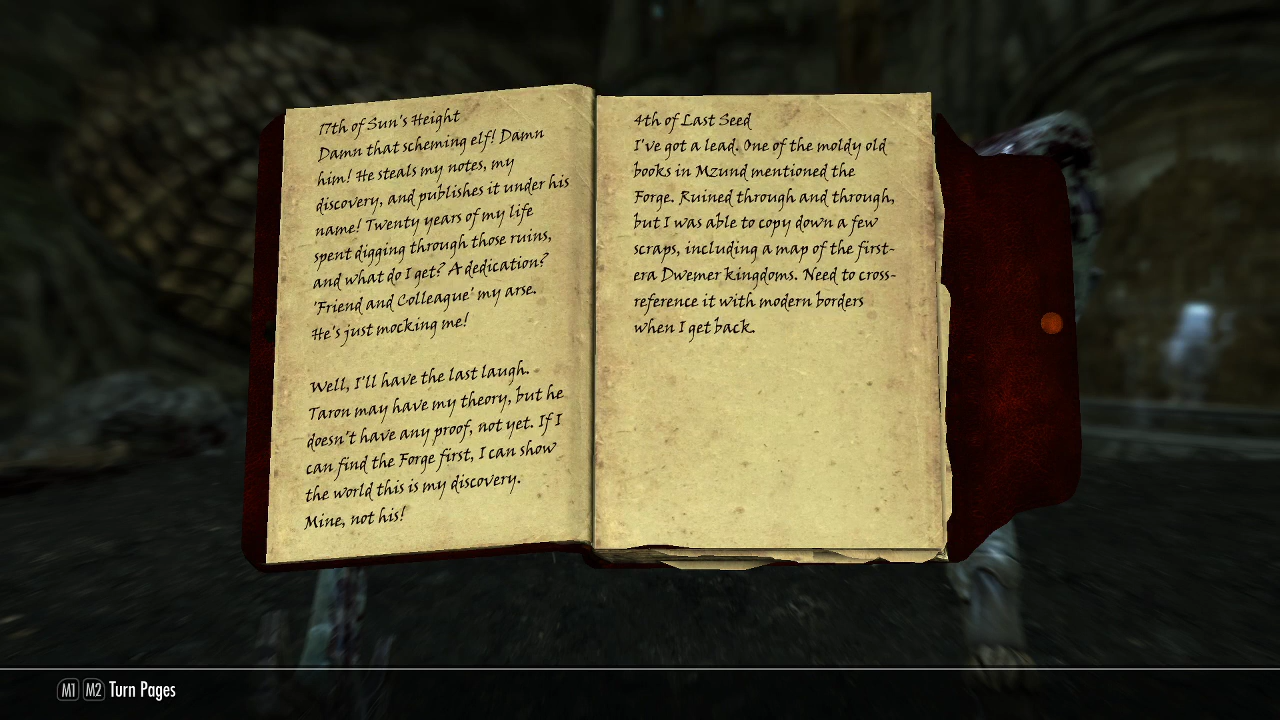 17th of Sun's Height
Damn that scheming elf! Damn
him! He steals my notes, my
discovery, and publishes it under his
name! Twenty years of my life
spent digging through those ruins,
and what do I get? A dedication?
'Friend and Colleague' my arse.
He's just mocking me!
Well, I'll have the last laugh.
Taron may have my theory, but he
doesn't have any proof, not yet. If I
can find the Forge first, I can show
the world this is my discovery.
Mine, not his!
4th of Last Seed
I've got a lead. One of the moldy old
books in Mzund mentioned the
Forge. Ruined through and through,
but I was able to copy down a few
scraps, including a map of the first-
era Dwemer kingdoms. Need to cross-
reference it with modern borders
when I get back.
M1 M2 Turn Pages